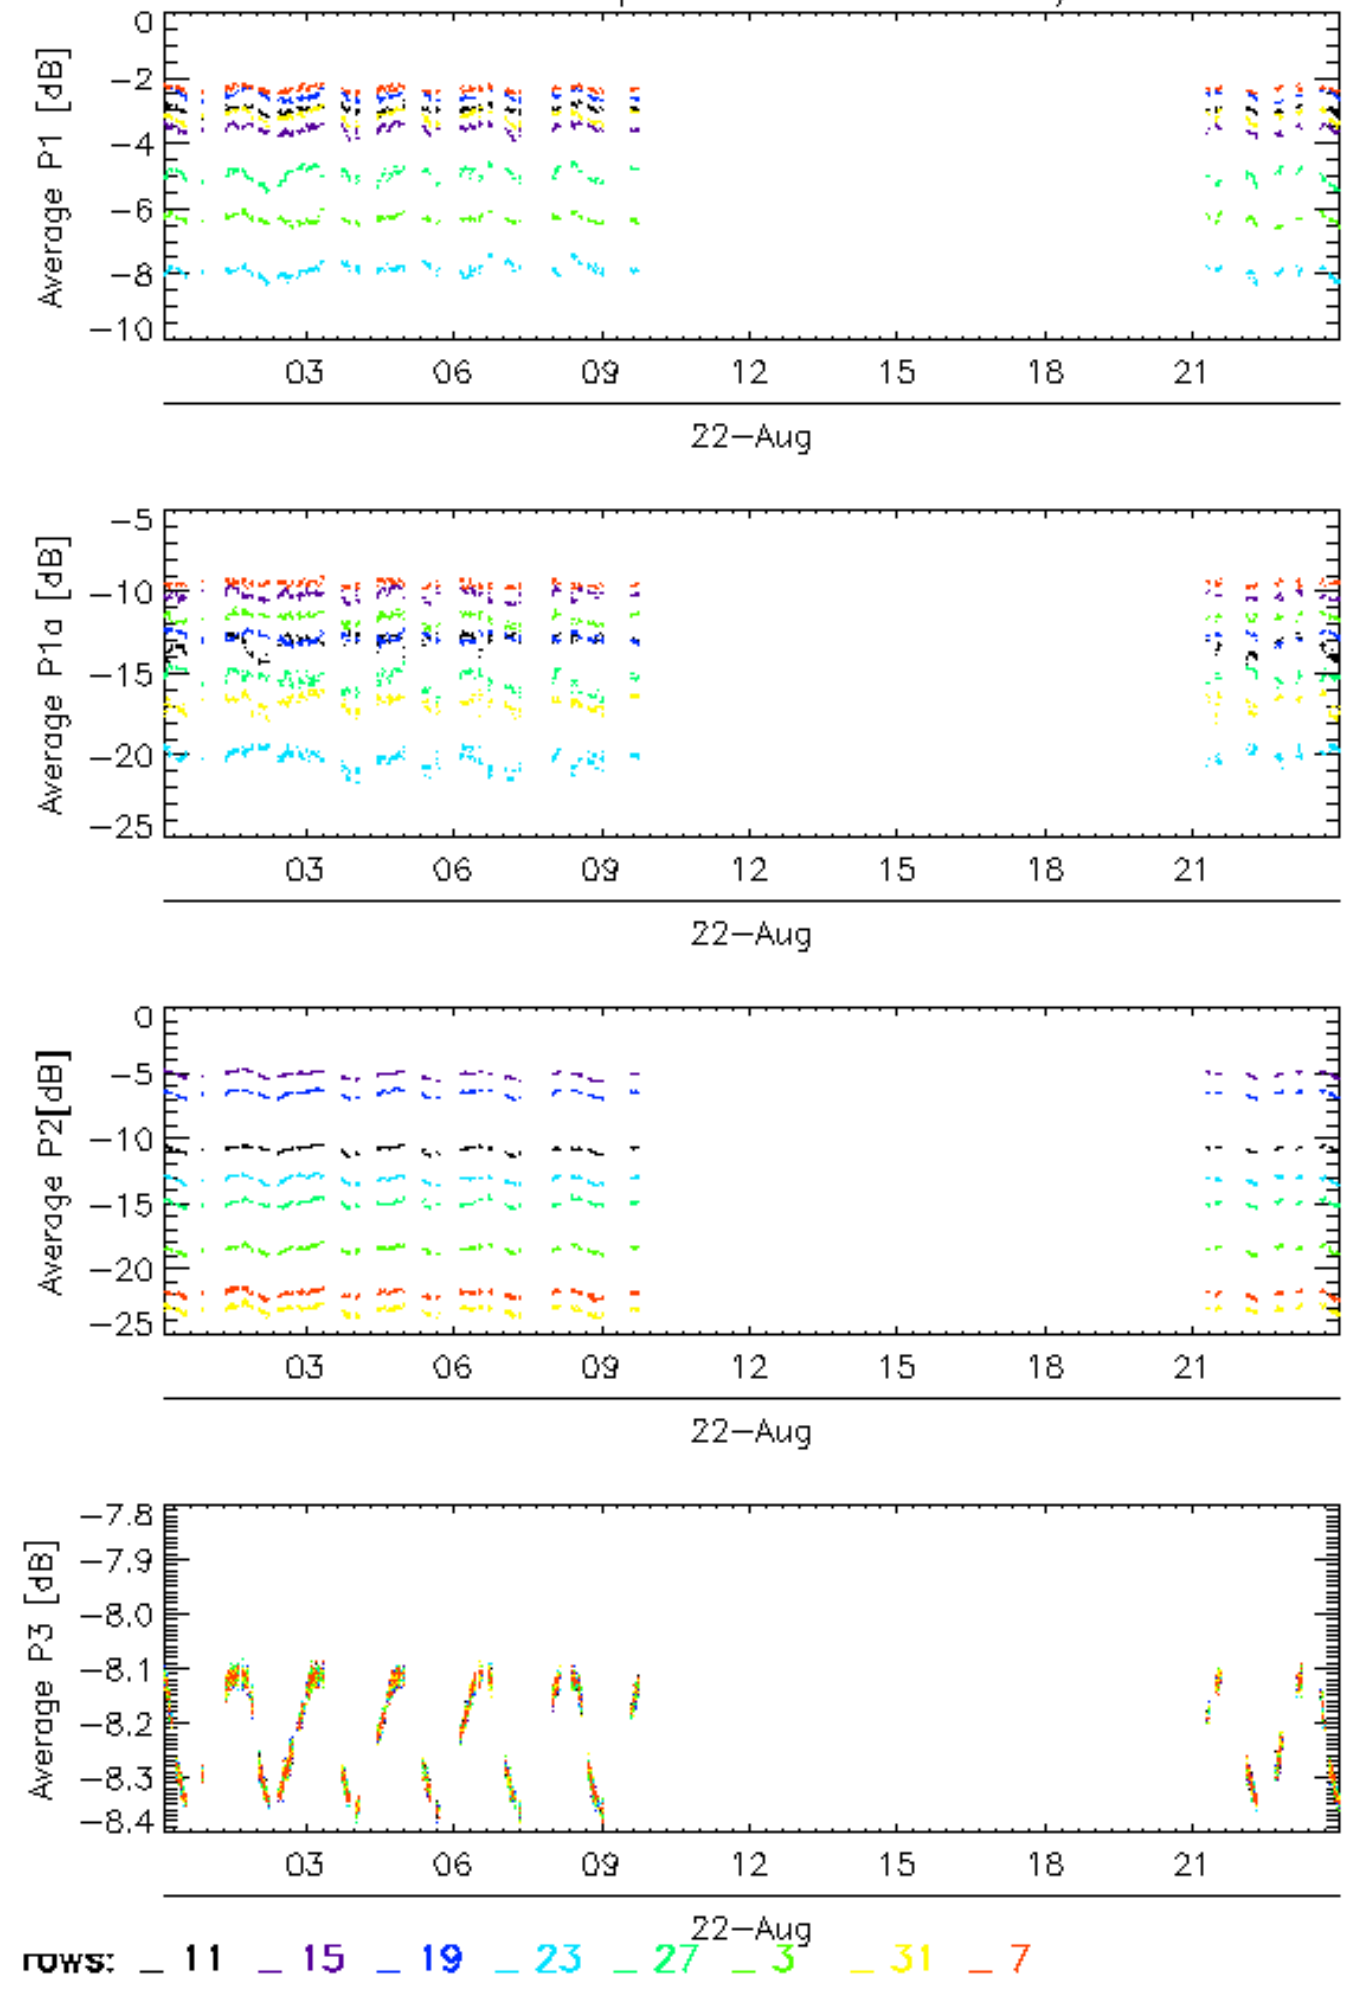 0
−2
−4
−6
−8
−10
Average P1 [dB]
03 06 09 12 15 18 21
22−Aug
−5
−10
−15
−20
−25
Average P1a [dB]
03 06 09 12 15 18 21
22−Aug
0
−5
−10
−15
−20
−25
Average P2[dB]
03 06 09 12 15 18 21
22−Aug
−7.8
−7.9
−8.0
−8.1
−8.2
−8.3
−8.4
Average P3 [dB]
03 06 09 12 15 18 21
22−Aug
rows: _ 11 _ 15 _ 19 _ 23 _ 27 _ 3 _ 31 _ 7